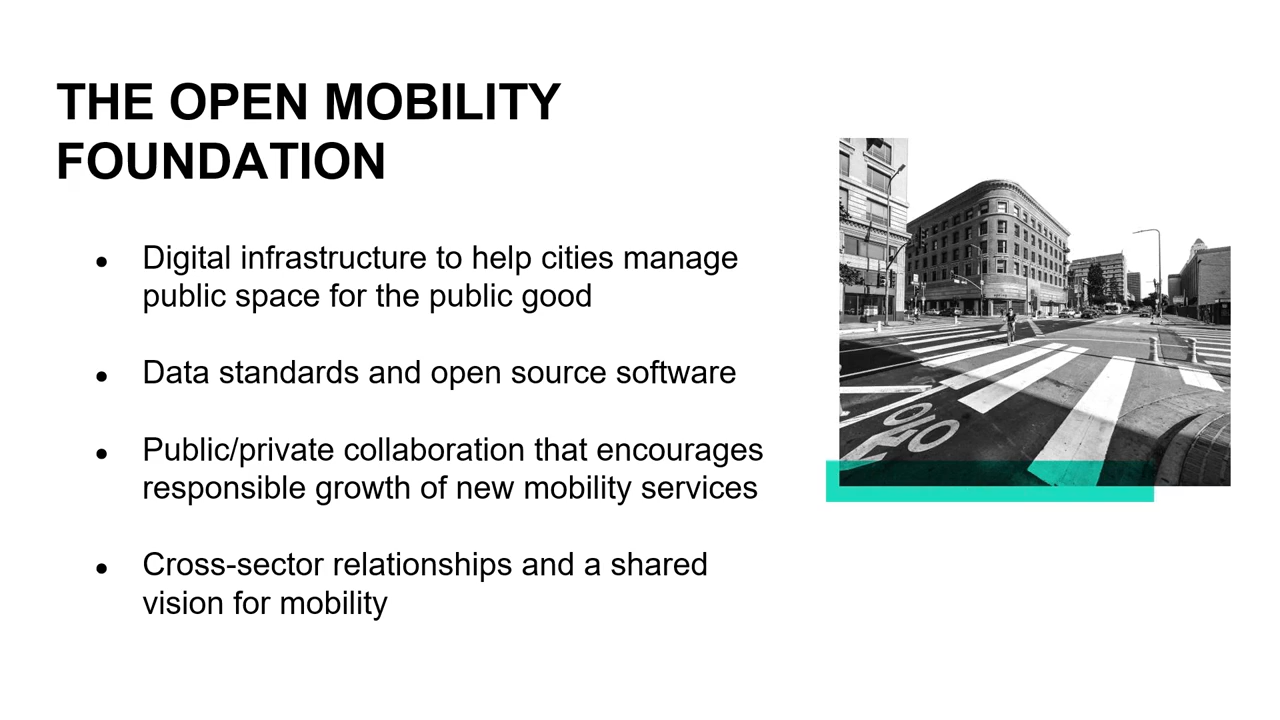 THE OPEN MOBILITY
FOUNDATION
● Digital infrastructure to help cities manage
public space for the public good
● Data standards and open source software
● Public/private collaboration that encourages
responsible growth of new mobility services
● Cross-sector relationships and a shared
vision for mobility